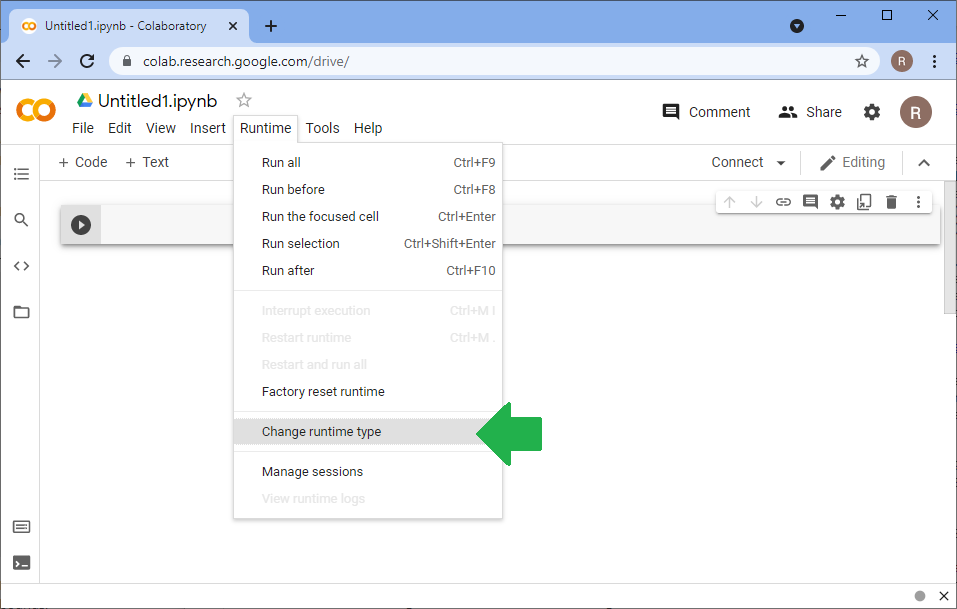 Untitled1.ipynb - Colaboratory
colab.research.google.com/drive/
R
Untitled1.ipynb
Comment
Share
R
File Edit View Insert Runtime Tools Help
+ Code + Text
Connect
Editing
Run all Ctrl+F9
Run before Ctrl+F8
Run the focused cell Ctrl+Enter
Run selection Ctrl+Shift+Enter
Run after Ctrl+F10
Interrupt execution Ctrl+M I
Restart runtime Ctrl+M .
Restart and run all
Factory reset runtime
Change runtime type
Manage sessions
View runtime logs